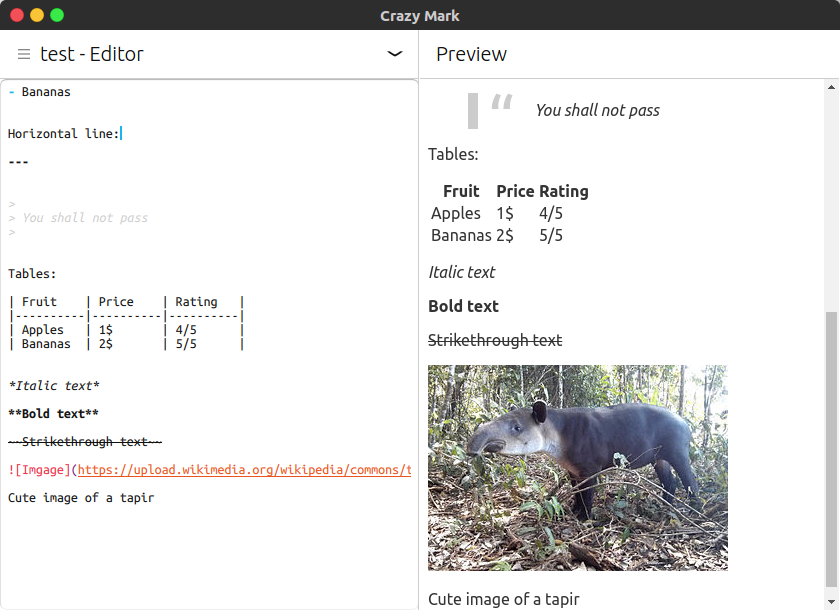 Crazy Mark
test - Editor
- Bananas
Horizontal line:
---
>
> You shall not pass
>
Tables:
| Fruit | Price | Rating |
|----------|----------|----------|
| Apples | 1$ | 4/5 |
| Bananas | 2$ | 5/5 |
*Italic text*
**Bold text**
~~Strikethrough text~~
![Imgage](https://upload.wikimedia.org/wikipedia/commons/t
Cute image of a tapir
Preview
“ You shall not pass
Tables:
Fruit Price Rating
Apples 1$ 4/5
Bananas 2$ 5/5
Italic text
Bold text
Strikethrough text
Cute image of a tapir